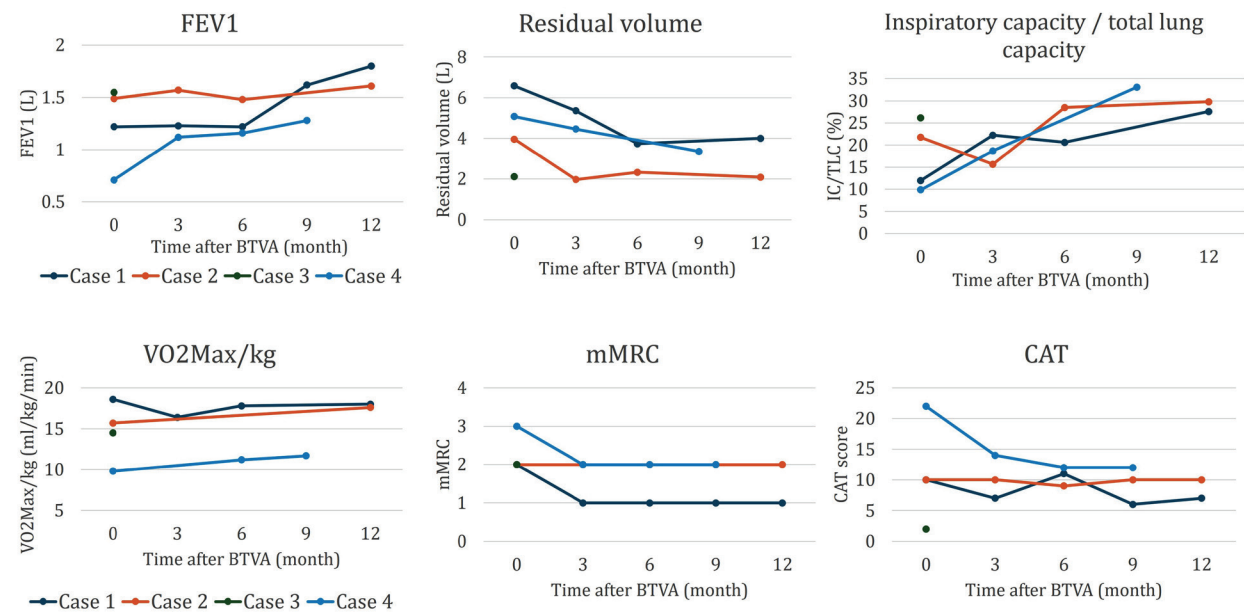 FEV1
2
1.5
1
0.5
FEV1 (L)
0 3 6 9 12
Time after BTVA (month)
Case 1 Case 2 Case 3 Case 4
Residual volume
8
6
4
2
0
Residual volume (L)
0 3 6 9 12
Time after BTVA (month)
Inspiratory capacity / total lung
capacity
35
30
25
20
15
10
5
0
IC/TLC (%)
0 3 6 9 12
Time after BTVA (month)
VO2Max/kg
20
15
10
5
VO2Max/kg (ml/kg/min)
0 3 6 9 12
Time after BTVA (month)
Case 1 Case 2 Case 3 Case 4
mMRC
4
3
2
1
0
mMRC
0 3 6 9 12
Time after BTVA (month)
CAT
25
20
15
10
5
0
CAT score
0 3 6 9 12
Time after BTVA (month)